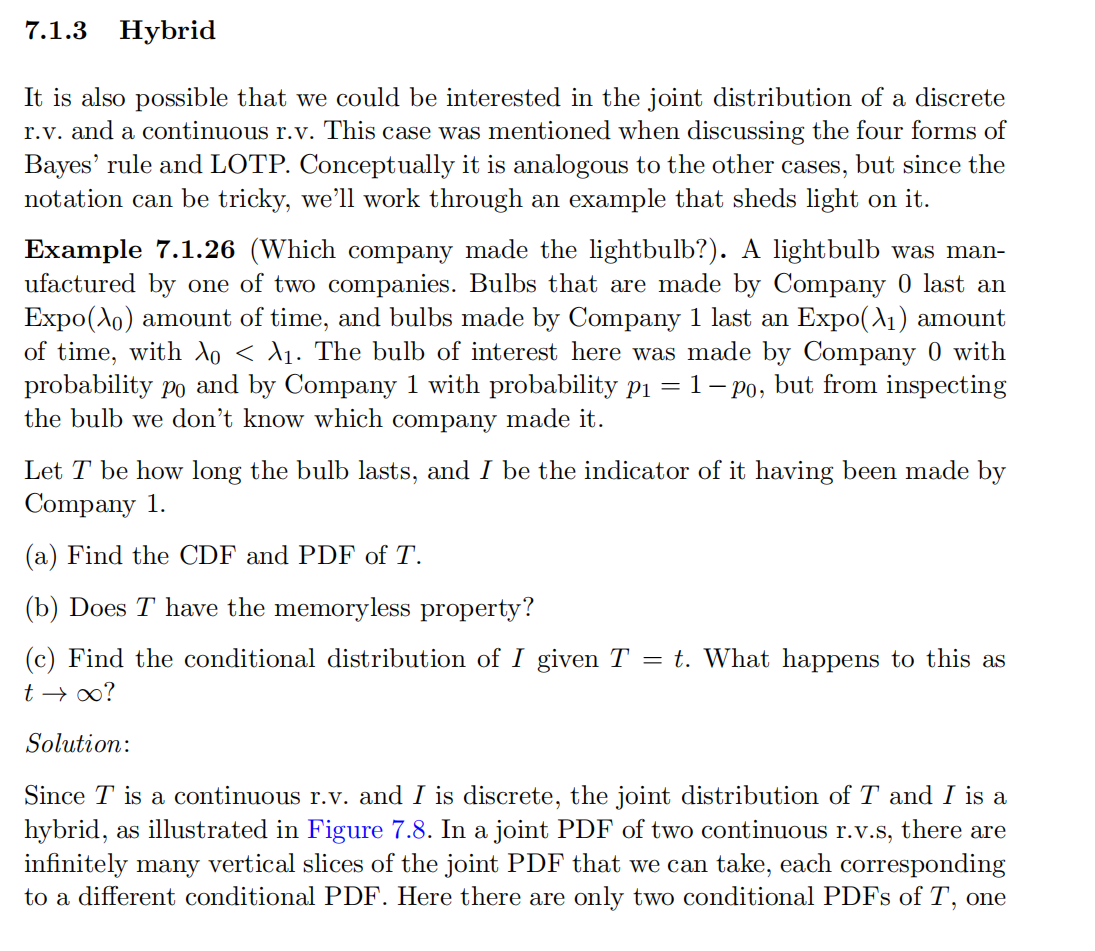 7.1.3 Hybrid
It is also possible that we could be interested in the joint distribution of a discrete
r.v. and a continuous r.v. This case was mentioned when discussing the four forms of
Bayes’ rule and LOTP. Conceptually it is analogous to the other cases, but since the
notation can be tricky, we’ll work through an example that sheds light on it.
Example 7.1.26 (Which company made the lightbulb?). A lightbulb was man-
ufactured by one of two companies. Bulbs that are made by Company 0 last an
Expo(λ₀) amount of time, and bulbs made by Company 1 last an Expo(λ₁) amount
of time, with λ₀ < λ₁. The bulb of interest here was made by Company 0 with
probability p₀ and by Company 1 with probability p₁ = 1 − p₀, but from inspecting
the bulb we don’t know which company made it.
Let T be how long the bulb lasts, and I be the indicator of it having been made by
Company 1.
(a) Find the CDF and PDF of T.
(b) Does T have the memoryless property?
(c) Find the conditional distribution of I given T = t. What happens to this as
t → ∞?
Solution:
Since T is a continuous r.v. and I is discrete, the joint distribution of T and I is a
hybrid, as illustrated in Figure 7.8. In a joint PDF of two continuous r.v.s, there are
infinitely many vertical slices of the joint PDF that we can take, each corresponding
to a different conditional PDF. Here there are only two conditional PDFs of T, one